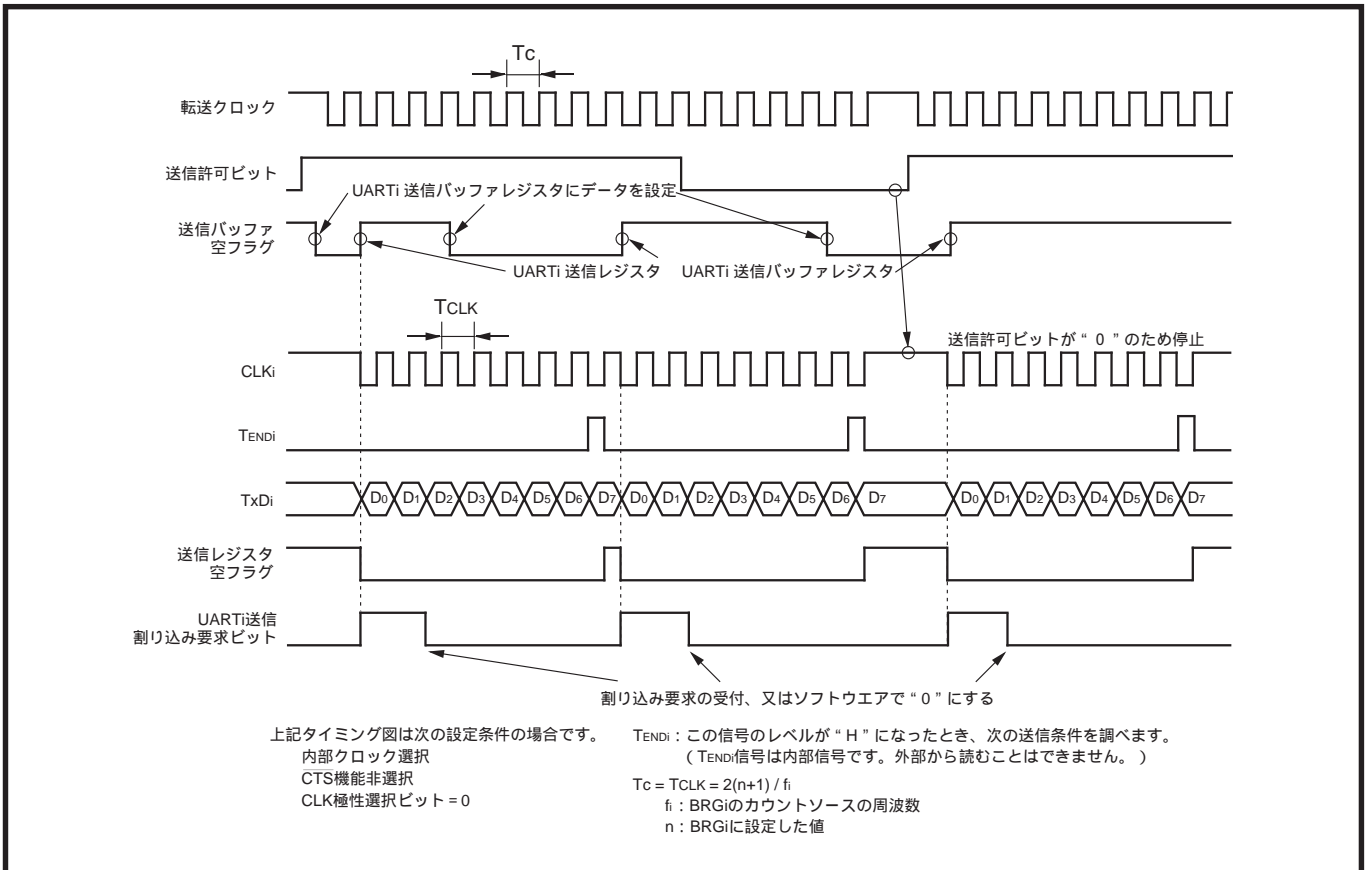 Tc
転送クロック
送信許可ビット
UARTi 送信バッファレジスタにデータを設定
送信バッファ
空フラグ
UARTi 送信レジスタ UARTi 送信バッファレジスタ
TCLK
送信許可ビットが“ 0 ”のため停止
CLKi
TENDi
TxDi
D0 D1 D2 D3 D4 D5 D6 D7 D0 D1 D2 D3 D4 D5 D6 D7 D0 D1 D2 D3 D4 D5 D6 D7
送信レジスタ
空フラグ
UARTi送信
割り込み要求ビット
割り込み要求の受付、又はソフトウエアで“ 0 ”にする
上記タイミング図は次の設定条件の場合です。
内部クロック選択
CTS機能非選択
CLK極性選択ビット = 0
TENDi : この信号のレベルが“ H ”になったとき、次の送信条件を調べます。
( TENDi信号は内部信号です。外部から読むことはできません。 )
Tc = TCLK = 2(n+1) / fi
fi : BRGiのカウントソースの周波数
n : BRGiに設定した値